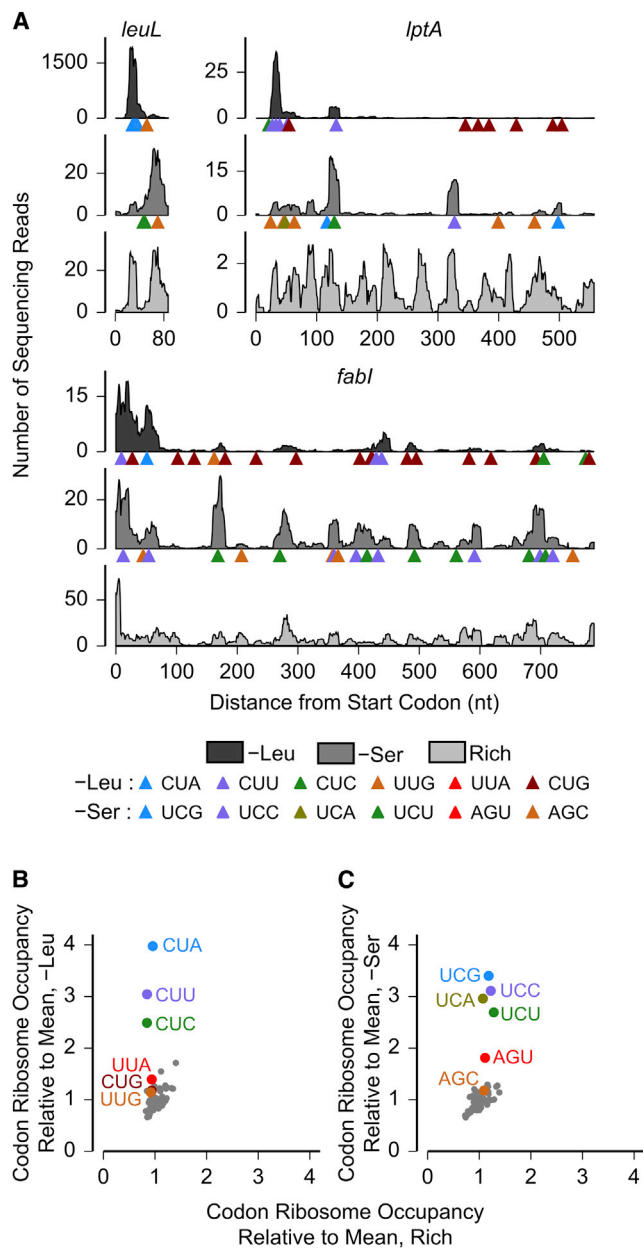 A
leuL
lptA
1500
0
25
0
20
0
15
0
30
0
2
0
0 80
0 100 200 300 400 500
Number of Sequencing Reads
fabI
15
0
20
0
50
0
0 100 200 300 400 500 600 700
Distance from Start Codon (nt)
−Leu −Ser Rich
−Leu : CUA CUU CUC UUG UUA CUG
−Ser : UCG UCC UCA UCU AGU AGC
B
Codon Ribosome Occupancy
Relative to Mean, −Leu
4
3
2
1
0
CUA
CUU
CUC
UUA
CUG
UUG
0 1 2 3 4
C
Codon Ribosome Occupancy
Relative to Mean, −Ser
4
3
2
1
0
UCG
UCC
UCA
UCU
AGU
AGC
0 1 2 3 4
Codon Ribosome Occupancy
Relative to Mean, Rich